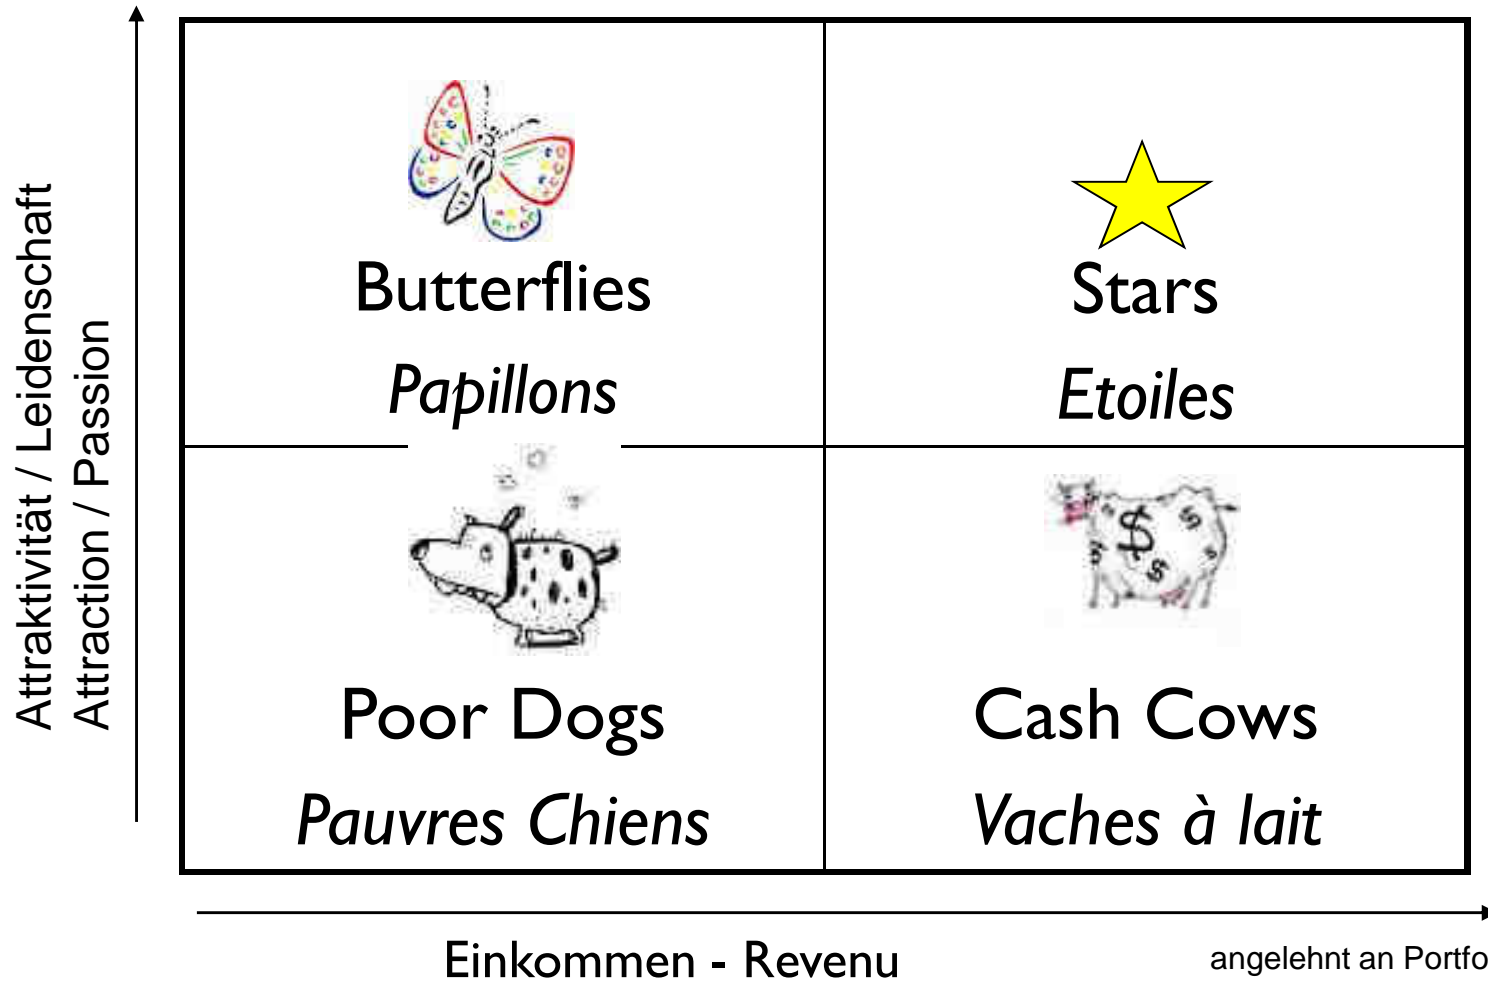 Attraktivität / Leidenschaft
Attraction / Passion
Butterflies
Papillons
Stars
Etoiles
$
$
$
$
Poor Dogs
Pauvres Chiens
Cash Cows
Vaches à lait
Einkommen - Revenu
angelehnt an